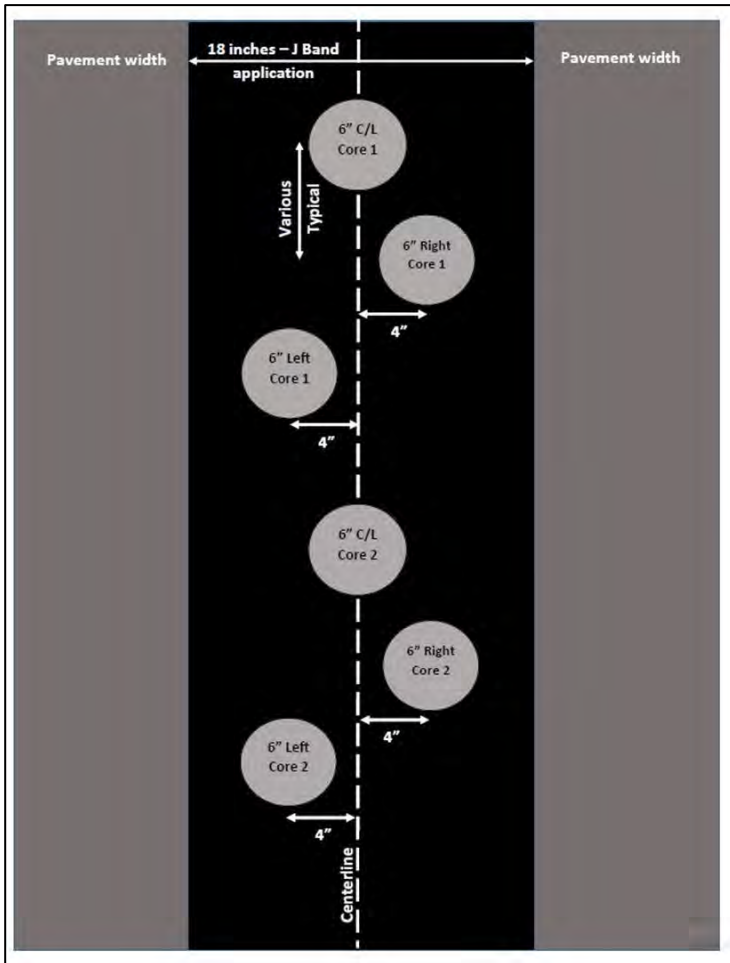 Pavement width
18 inches – J Band
application
Pavement width
6” C/L
Core 1
Various
Typical
6” Right
Core 1
4”
6” Left
Core 1
4”
6” C/L
Core 2
6” Right
Core 2
4”
6” Left
Core 2
4”
Centerline